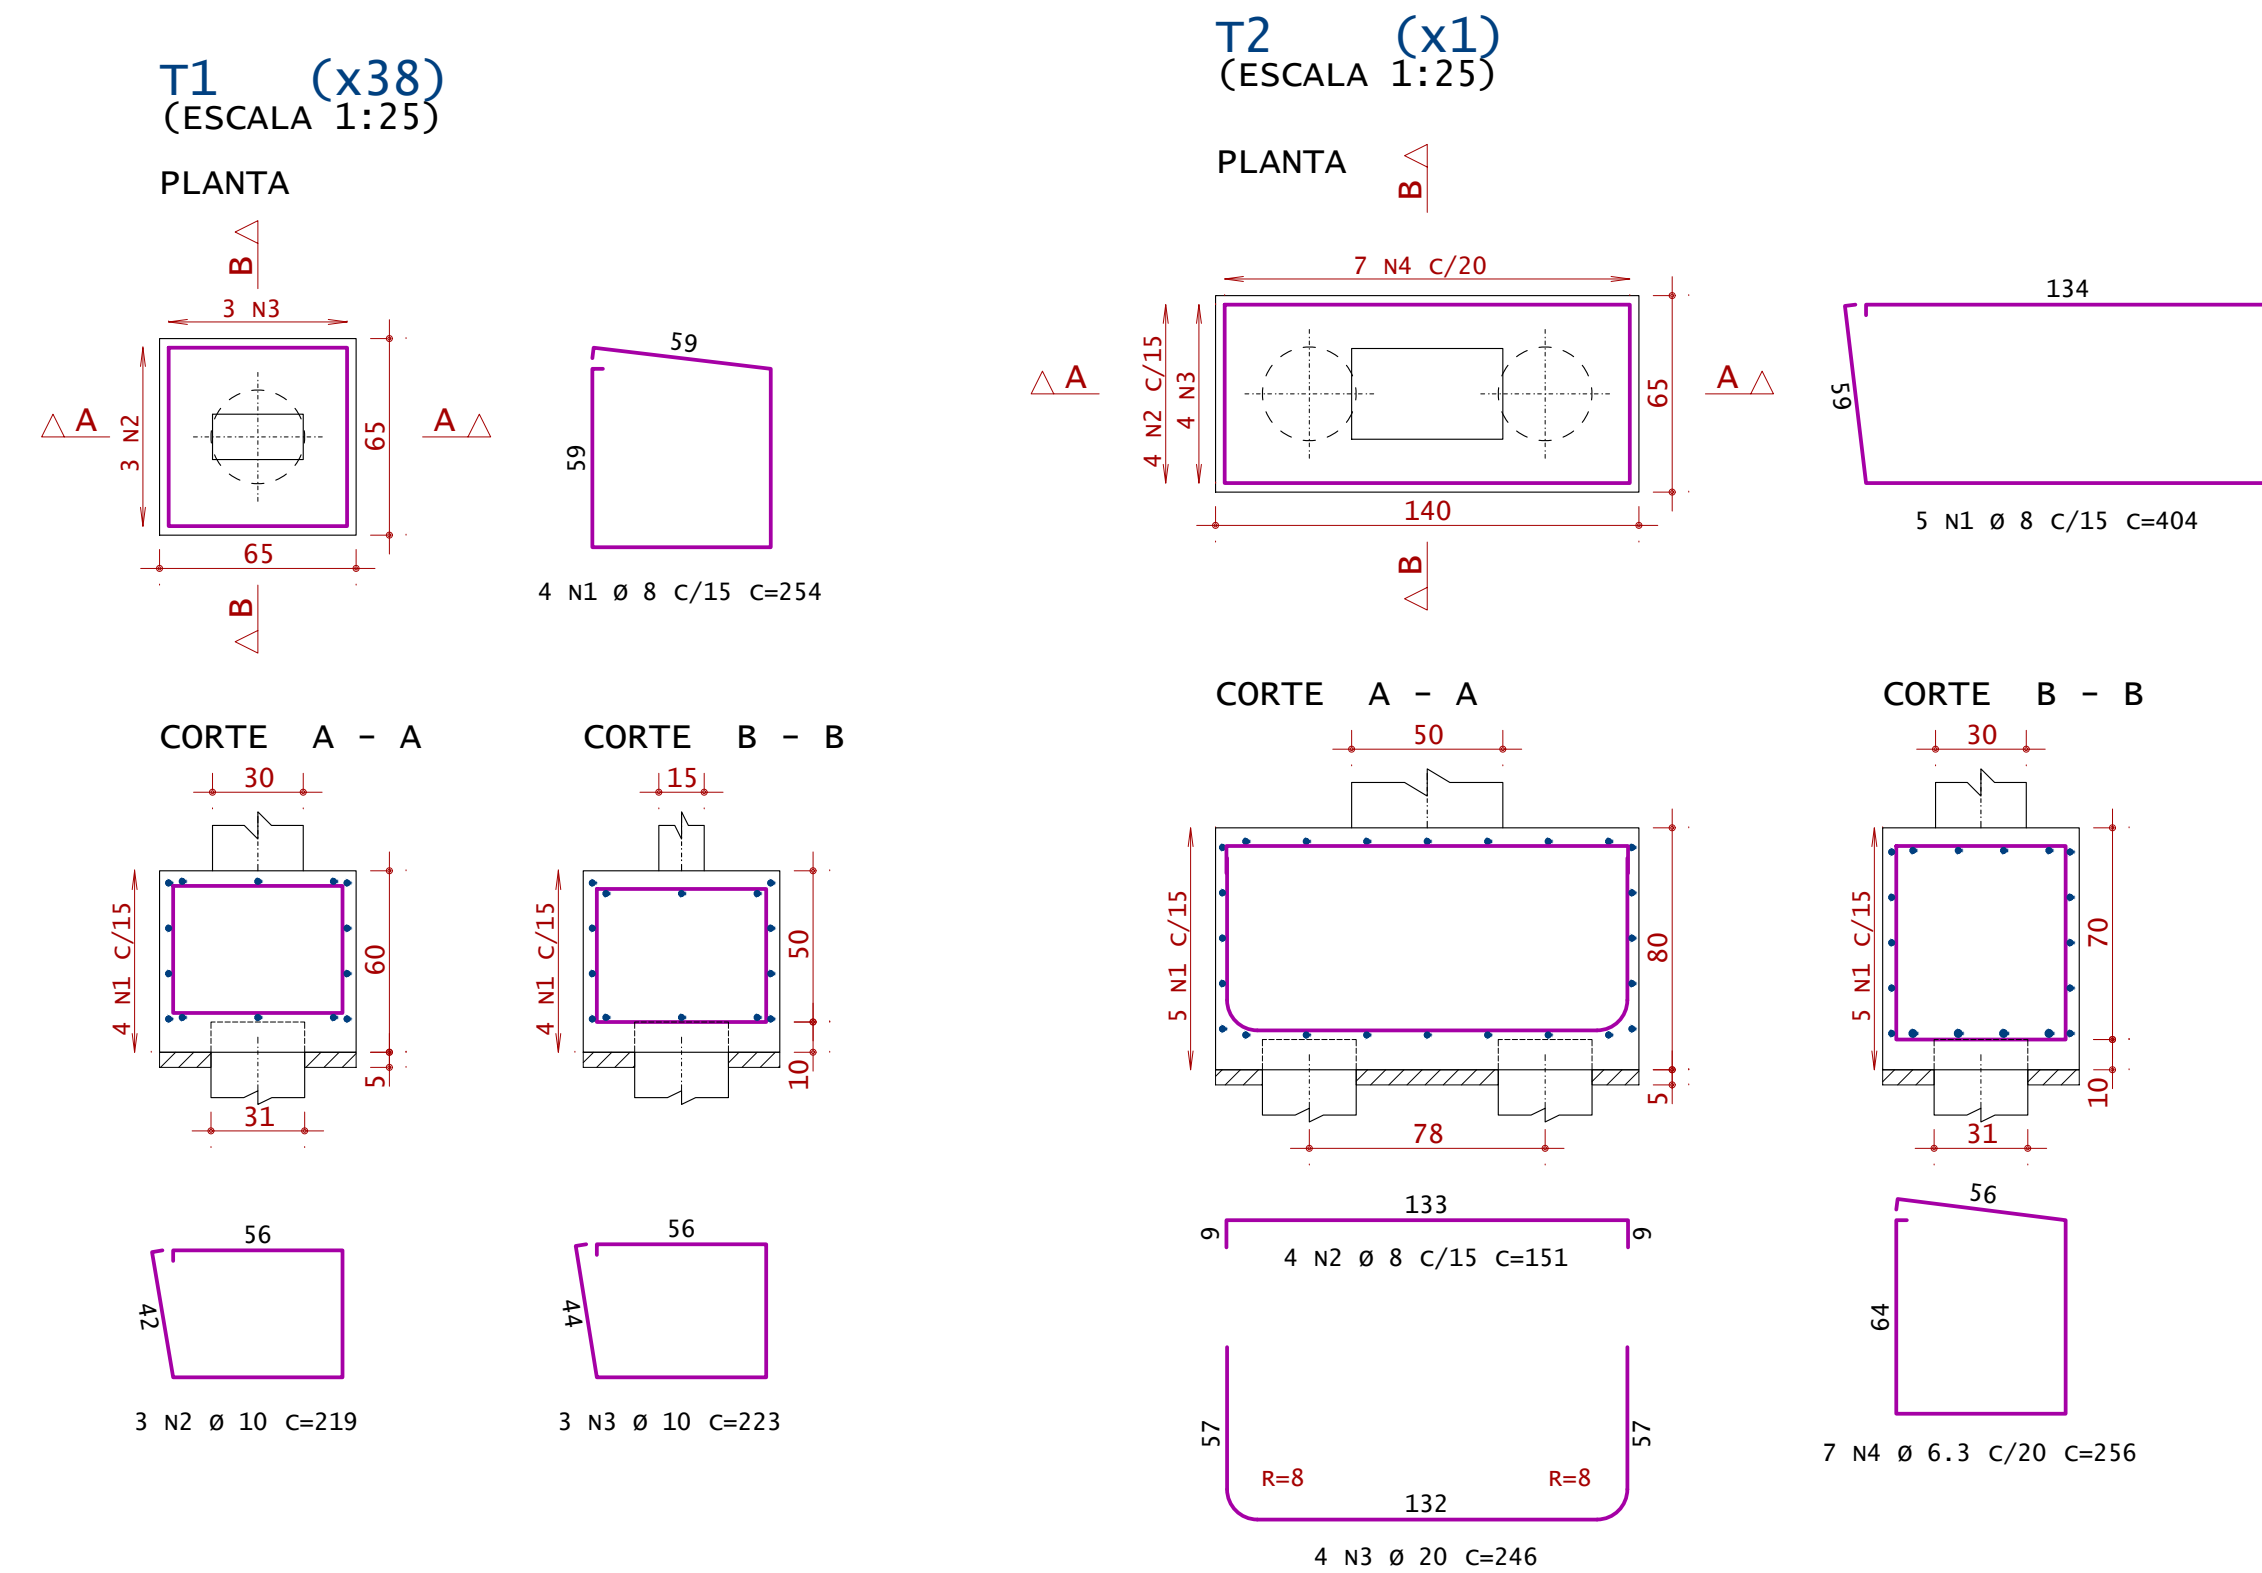 T1 (x38)
(ESCALA 1:25)
PLANTA
B
3 N3
A
3 N2
65
A
65
B
59
59
4 N1 Ø 8 C/15 C=254
CORTE A - A
30
4 N1 C/15
60
5
31
CORTE B - B
15
4 N1 C/15
50
10
56
42
3 N2 Ø 10 C=219
56
44
3 N3 Ø 10 C=223
T2 (x1)
(ESCALA 1:25)
PLANTA
B
7 N4 C/20
A
4 N2 C/15
4 N3
65
A
140
B
134
59
5 N1 Ø 8 C/15 C=404
CORTE A - A
50
5 N1 C/15
80
5
78
CORTE B - B
30
5 N1 C/15
70
10
31
133
9
9
4 N2 Ø 8 C/15 C=151
57
57
R=8
R=8
132
4 N3 Ø 20 C=246
56
64
7 N4 Ø 6.3 C/20 C=256